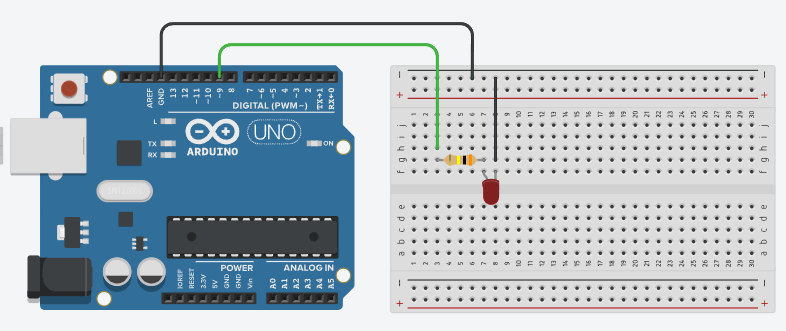 AREF
GND
13
12
~11
~10
~9
8
7
~6
~5
4
~3
2
TX→1
RX←0
DIGITAL (PWM~)
L
TX
RX
UNO
ARDUINO
ON
POWER
ANALOG IN
IOREF
RESET
3.3V
5V
GND
GND
Vin
A0
A1
A2
A3
A4
A5
− −
+ +
1 2 3 4 5 6 7 8 9 10 11 12 13 14 15 16 17 18 19 20 21 22 23 24 25 26 27 28 29 30
j j
i i
h h
g g
f f
e e
d d
c c
b b
a a
1 2 3 4 5 6 7 8 9 10 11 12 13 14 15 16 17 18 19 20 21 22 23 24 25 26 27 28 29 30
− −
+ +